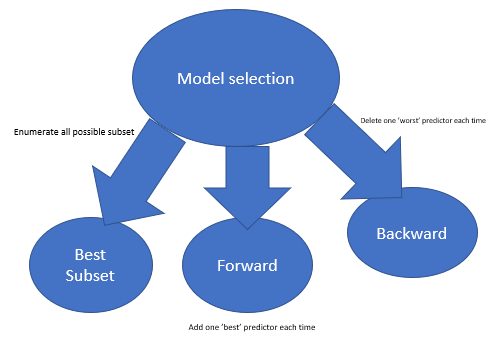 Model selection
Enumerate all possible subset
Delete one ‘worst’ predictor each time
Best
Subset
Forward
Backward
Add one ‘best’ predictor each time